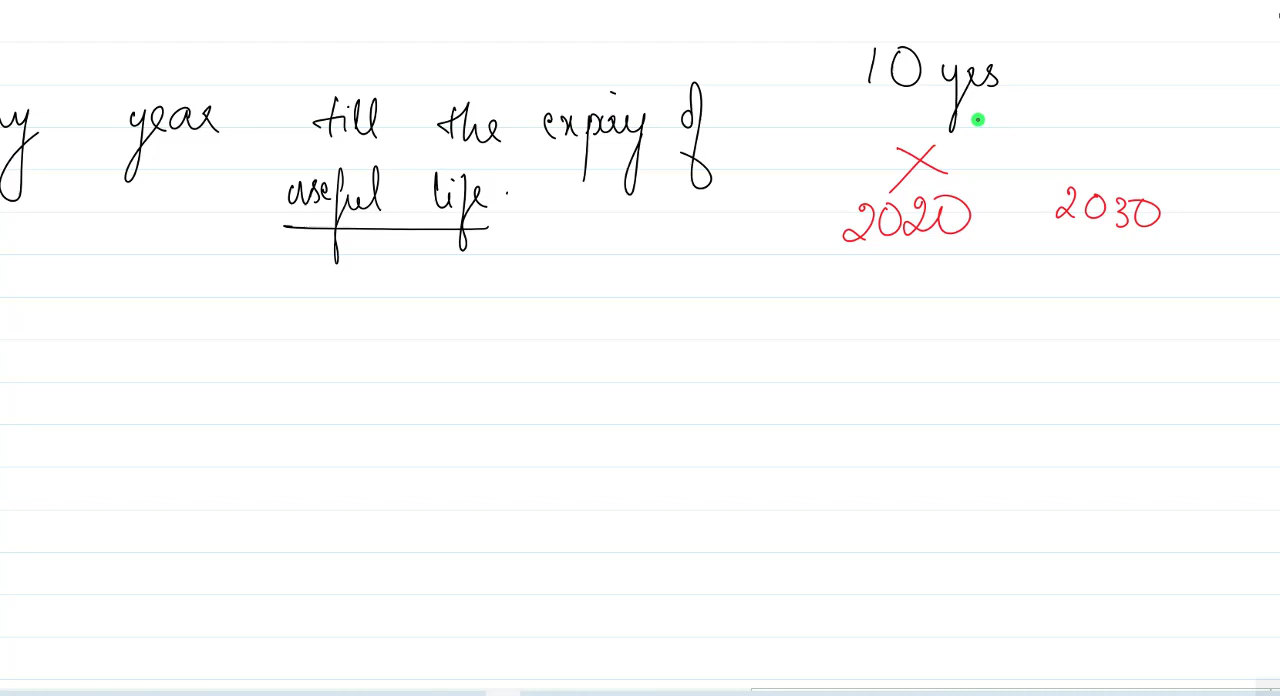 10 yrs
year till the expiry of
useful life.
2020 2030